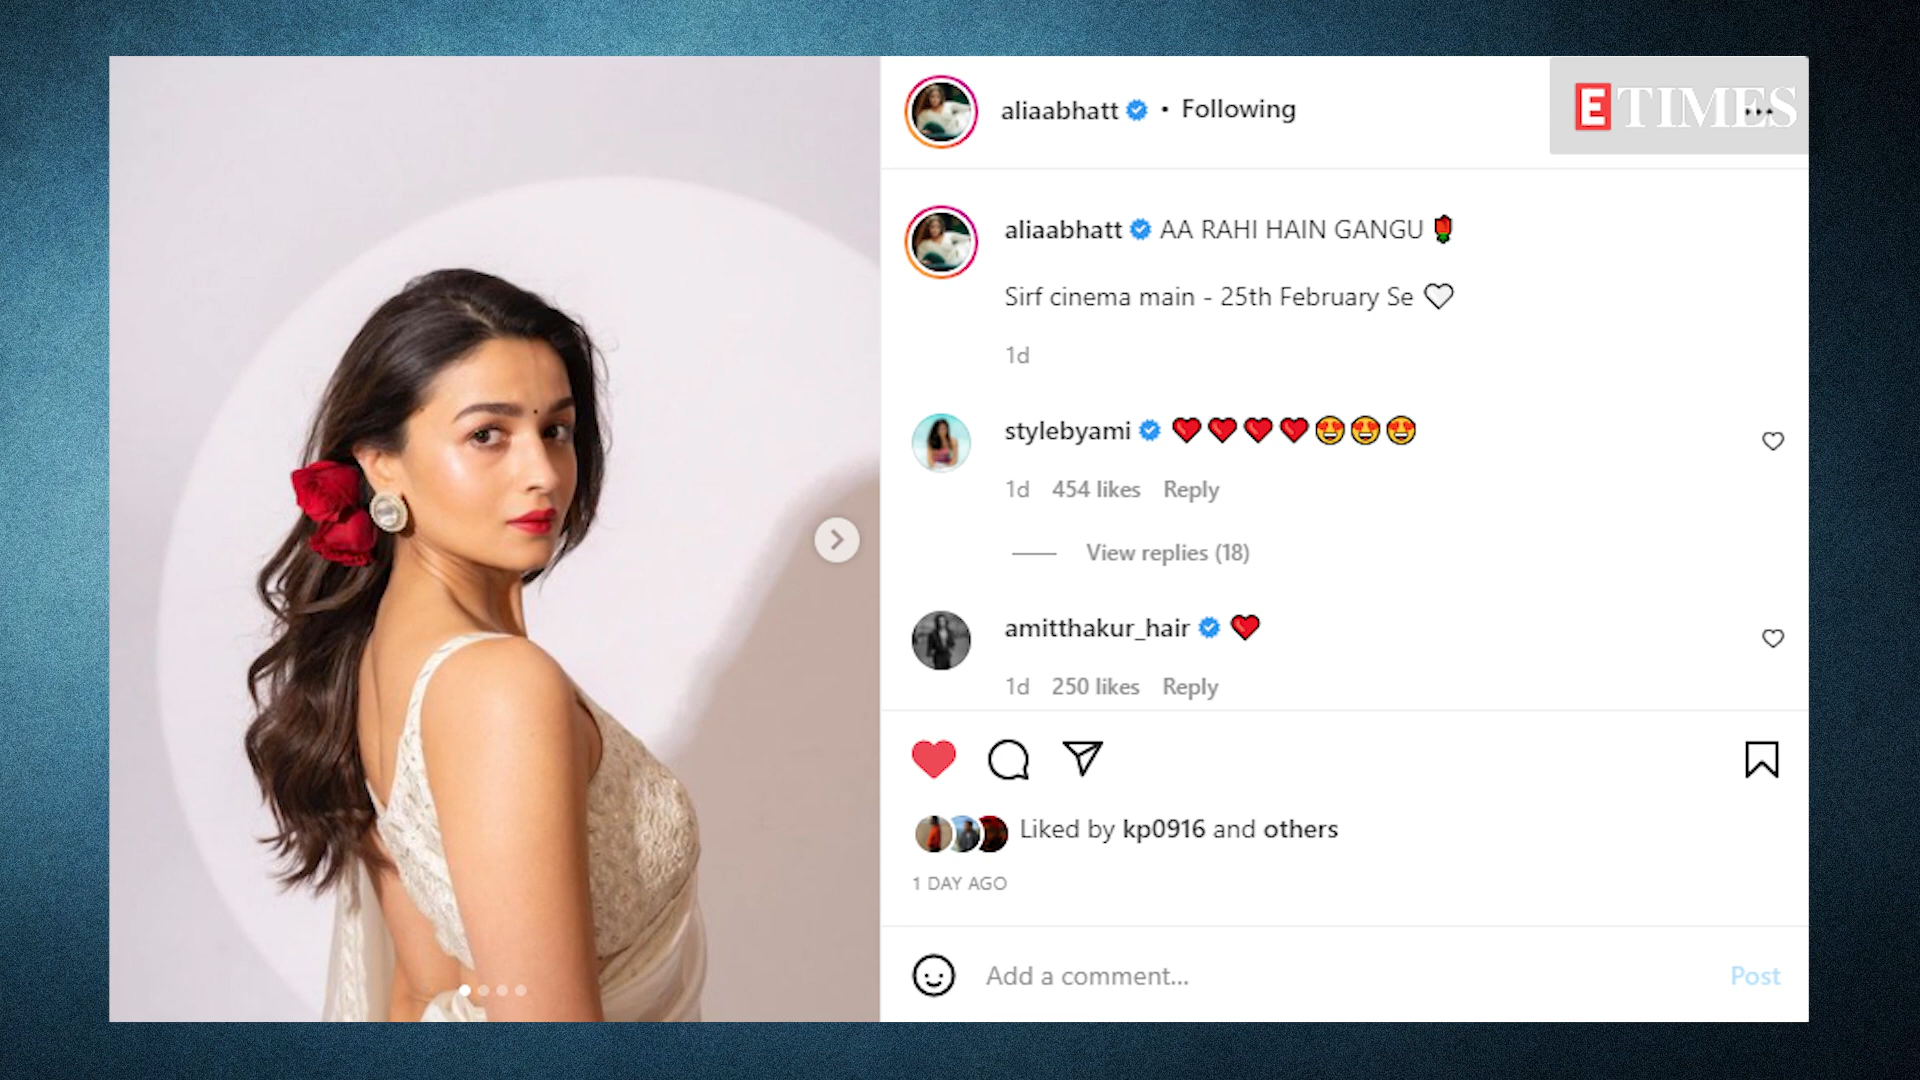 aliaabhatt • Following
E TIMES
aliaabhatt AA RAHI HAIN GANGU 🌹
Sirf cinema main - 25th February Se 🤍
1d
stylebyami ❤️❤️❤️❤️😍😍😍
1d 454 likes Reply
View replies (18)
amitthakur_hair ❤️
1d 250 likes Reply
Liked by kp0916 and others
1 DAY AGO
Add a comment...
Post